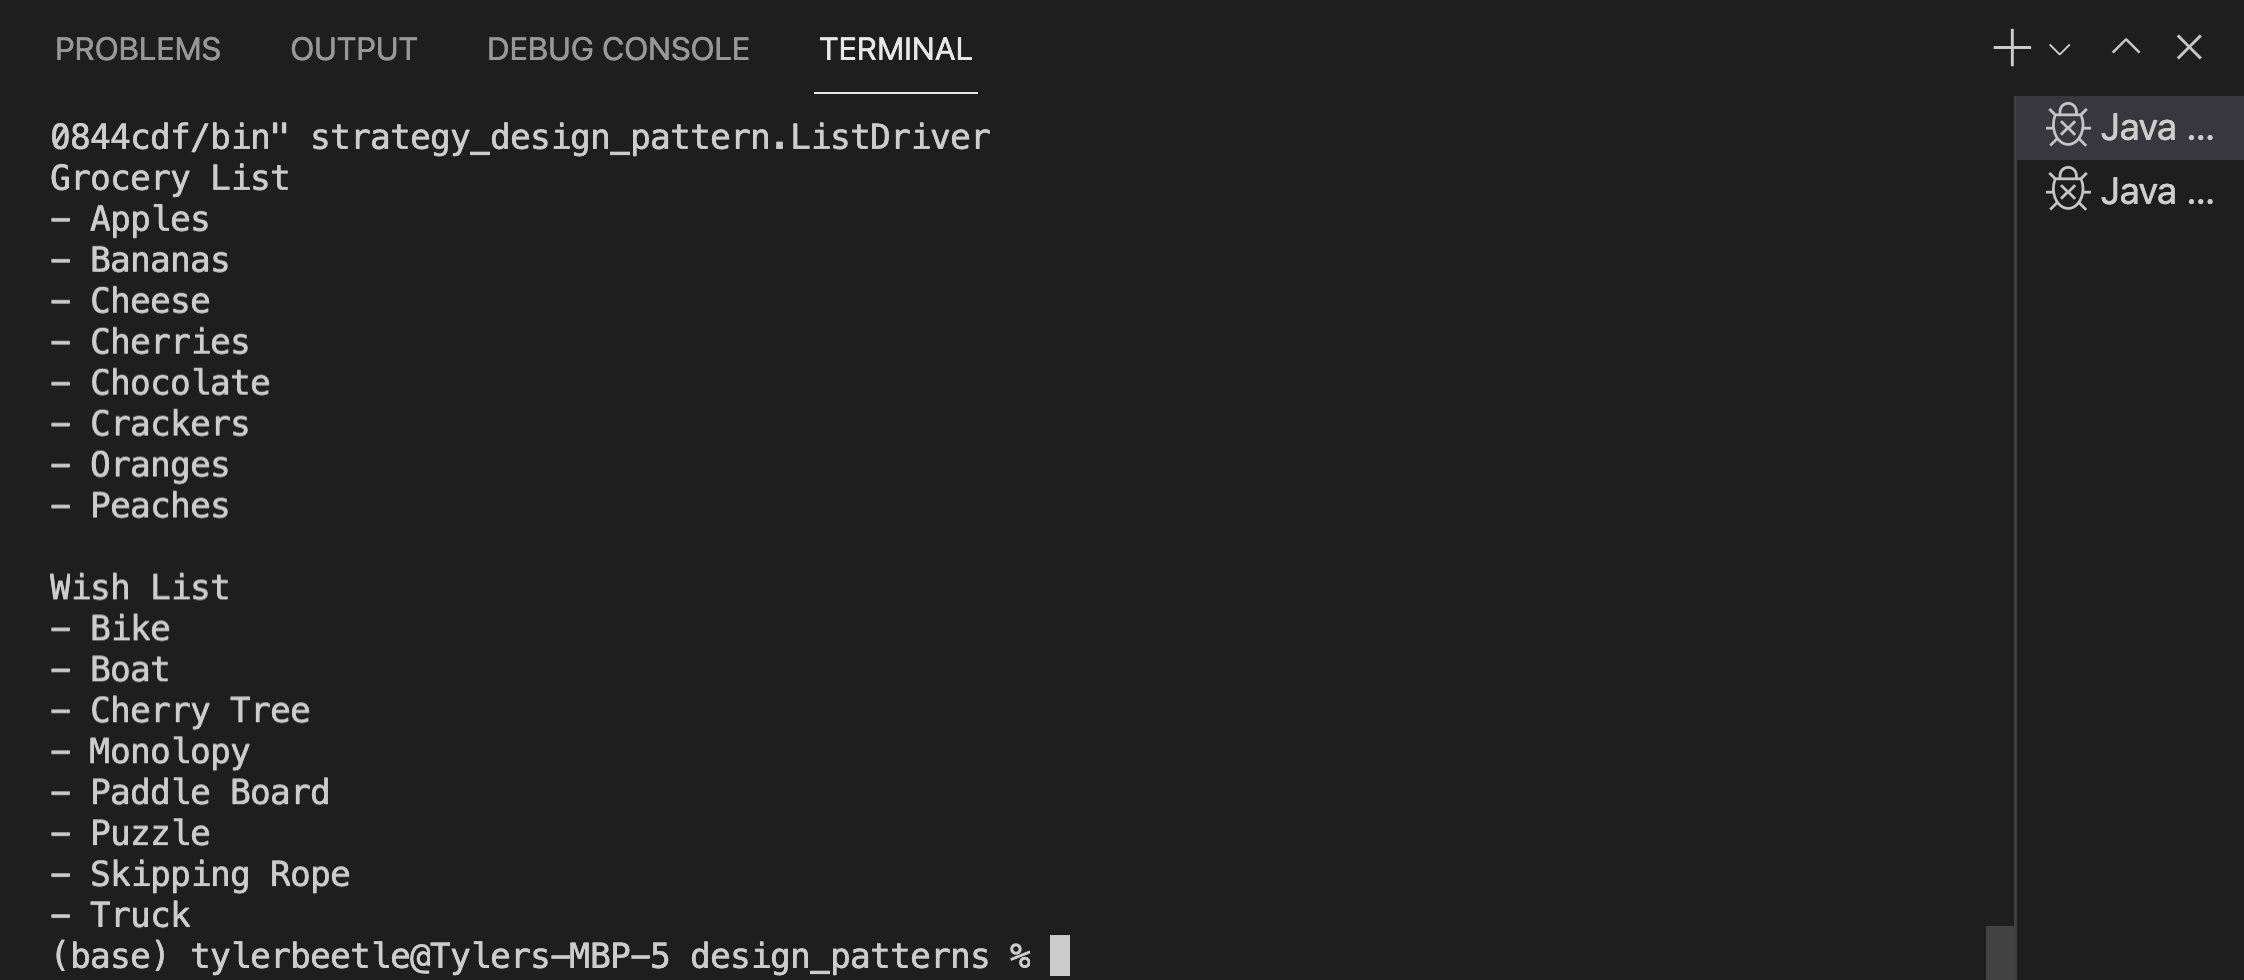 PROBLEMS OUTPUT DEBUG CONSOLE TERMINAL
0844cdf/bin" strategy_design_pattern.ListDriver
Grocery List
- Apples
- Bananas
- Cheese
- Cherries
- Chocolate
- Crackers
- Oranges
- Peaches

Wish List
- Bike
- Boat
- Cherry Tree
- Monolopy
- Paddle Board
- Puzzle
- Skipping Rope
- Truck
(base) tylerbeetle@Tylers-MBP-5 design_patterns %
Java ...
Java ...